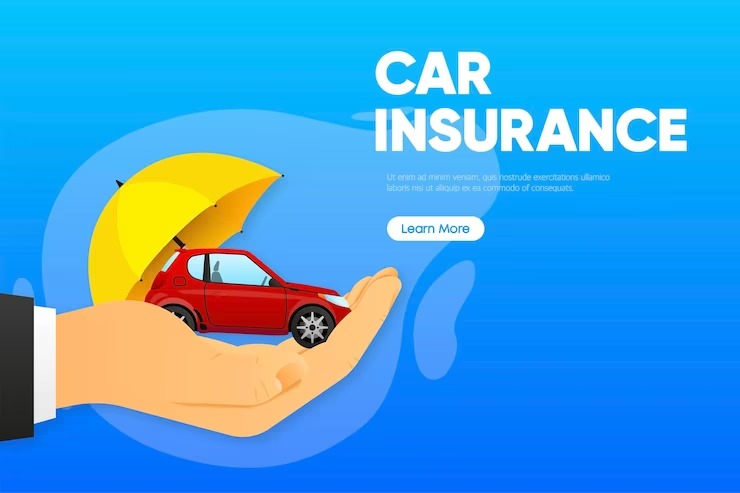 CAR
INSURANCE
Ut enim ad minim veniam, quis nostrude exercitations ullamico
laboris nisi ut aliquip ex ea commodo of consequats.
Learn More